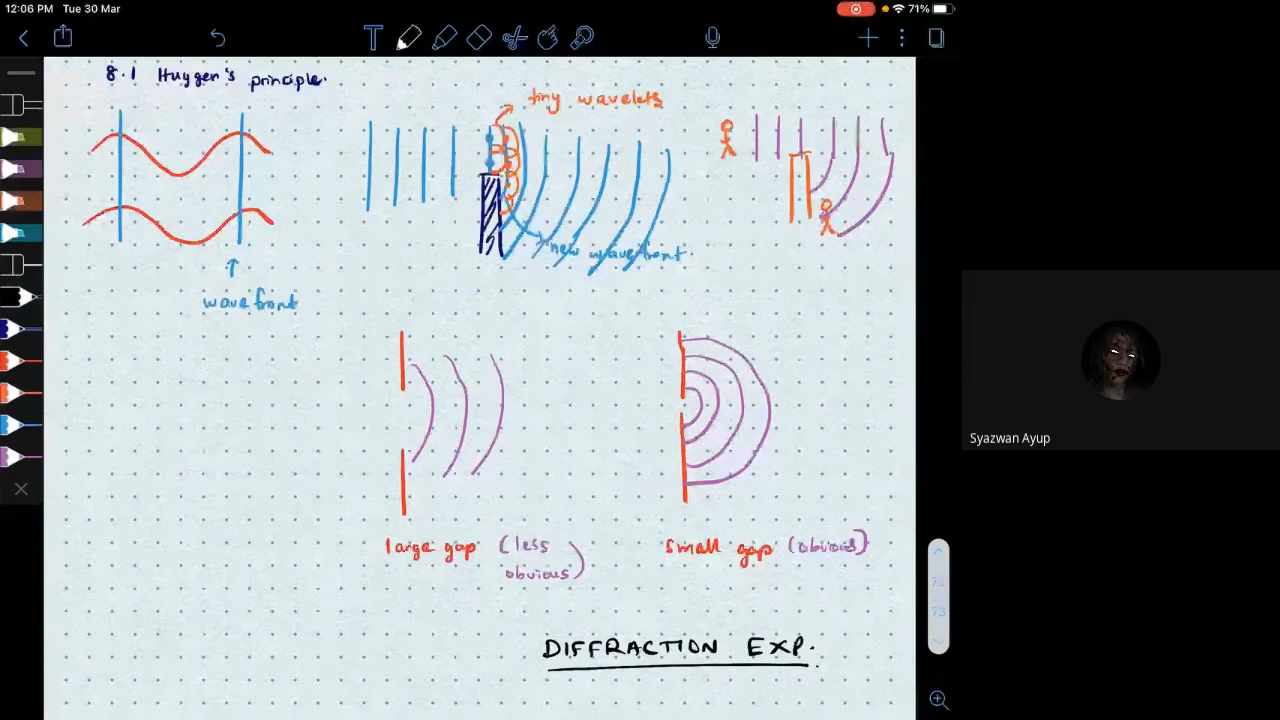 12:06 PM Tue 30 Mar
71%
8.1 Huygen's principle.
tiny wavelets
new wavefront.
wavefront
Syazwan Ayup
large gap (less obvious)
small gap (obvious)
DIFFRACTION EXP.